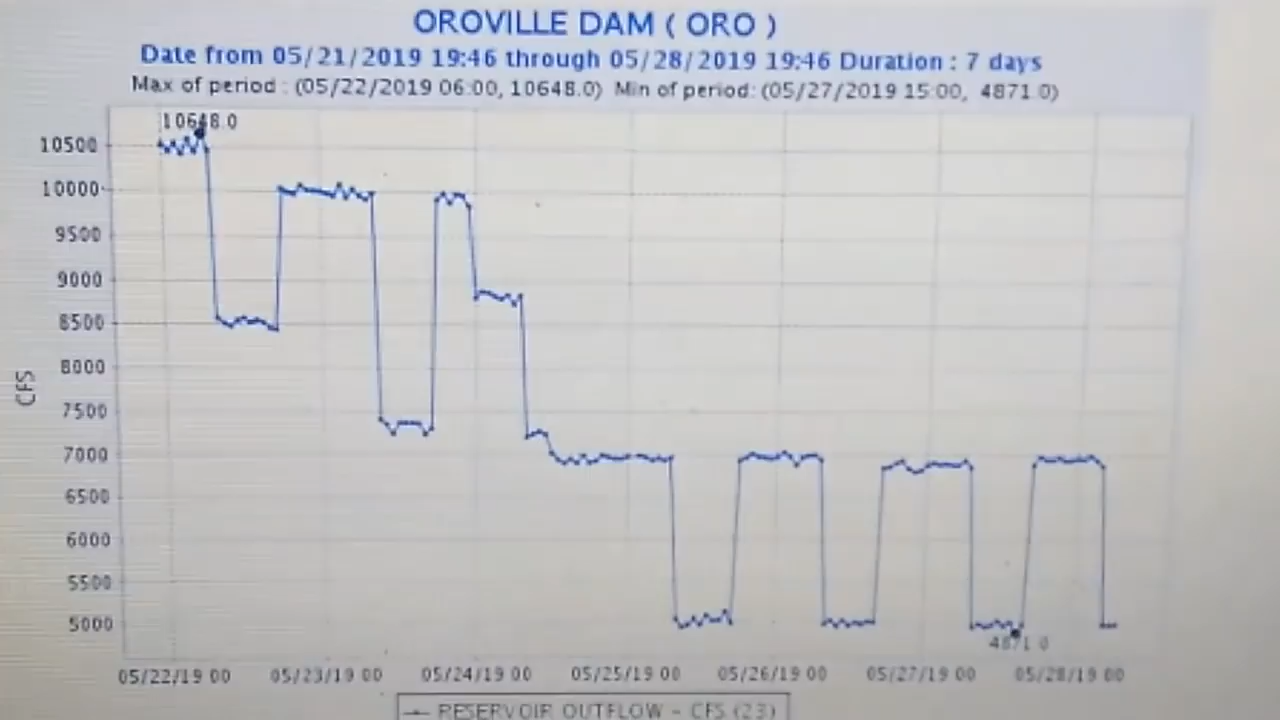 OROVILLE DAM ( ORO )
Date from 05/21/2019 19:46 through 05/28/2019 19:46 Duration : 7 days
Max of period : (05/22/2019 06:00, 10648.0) Min of period: (05/27/2019 15:00, 4871.0)
10648.0
10500
10000
9500
9000
8500
8000
7500
7000
6500
6000
5500
5000
CFS
4871.0
05/22/19 00 05/23/19 00 05/24/19 00 05/25/19 00 05/26/19 00 05/27/19 00 05/28/19 00
RESERVOIR OUTFLOW - CFS (23)